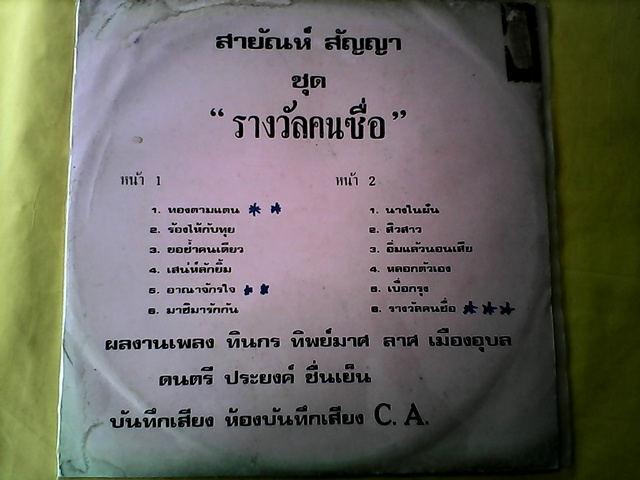 สายัณห์ สัญญา
ชุด
“รางวัลคนซื่อ”
หน้า 1
1. ทองตามแดน
2. ร้องไห้กับทุย
3. ยอช้ำคนเดียว
4. เสน่ห์ลักยิ้ม
5. อาณาจักรใจ
6. มาซิมารักกัน
หน้า 2
1. นางในฝัน
2. สิวสาว
3. อิ่มแล้วนอนเสีย
4. หลอกตัวเอง
5. เบื่อกรุง
6. รางวัลคนซื่อ
ผลงานเพลง ทินกร ทิพย์มาศ ลาศ เมืองอุบล
ดนตรี ประยงค์ ชื่นเย็น
บันทึกเสียง ห้องบันทึกเสียง C. A.